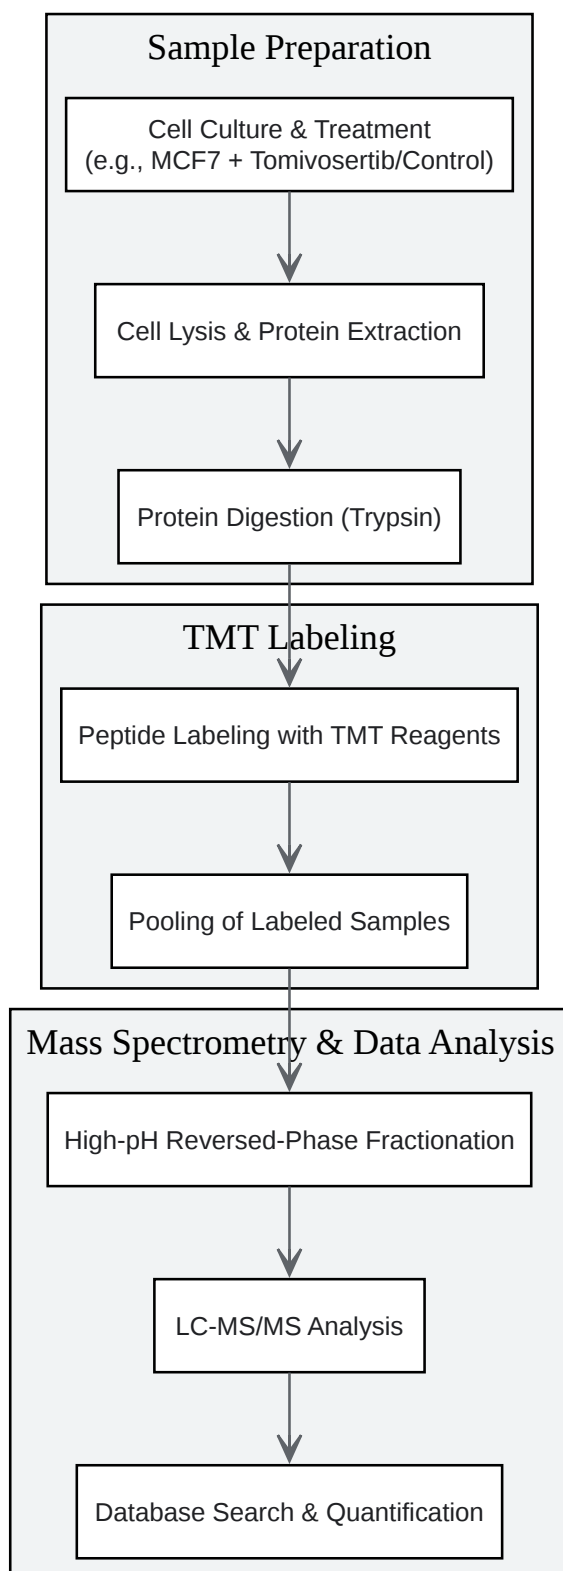 Sample Preparation
Cell Culture & Treatment
(e.g., MCF7 + Tomivosertib/Control)
Cell Lysis & Protein Extraction
Protein Digestion (Trypsin)
TMT Labeling
Peptide Labeling with TMT Reagents
Pooling of Labeled Samples
Mass Spectrometry & Data Analysis
High-pH Reversed-Phase Fractionation
LC-MS/MS Analysis
Database Search & Quantification